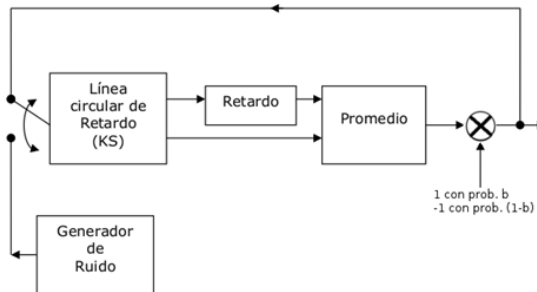 Línea
circular de
Retardo
(KS)
Retardo
Promedio
1 con prob. b
-1 con prob. (1-b)
Generador
de
Ruido